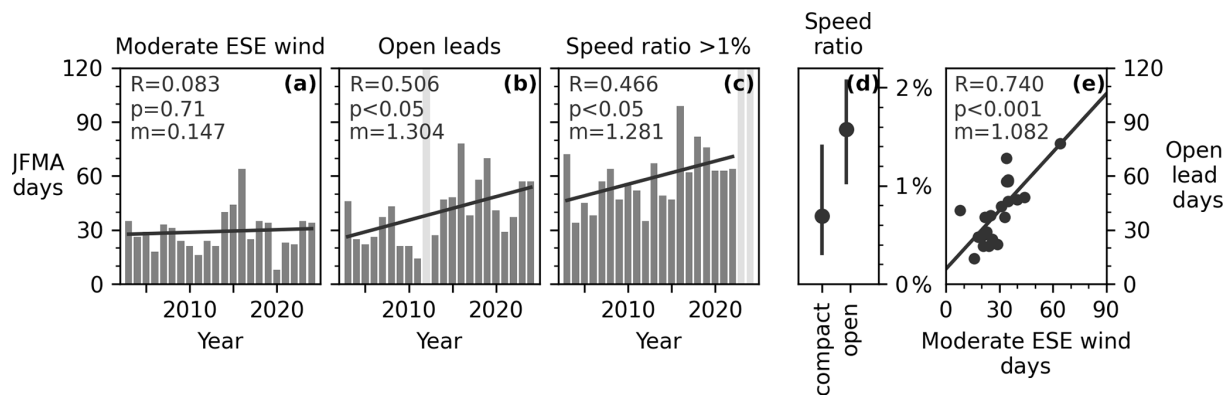 Moderate ESE wind
Open leads
Speed ratio >1%
Speed
ratio
JFMA
days
120
90
60
30
0
R=0.083
p=0.71
m=0.147
(a)
2010
2020
Year
R=0.506
p<0.05
m=1.304
(b)
2010
2020
Year
R=0.466
p<0.05
m=1.281
(c)
2010
2020
Year
(d)
2%
1%
0%
compact
open
R=0.740
p<0.001
m=1.082
(e)
120
90
60
30
0
Open
lead
days
0
30
60
90
Moderate ESE wind
days